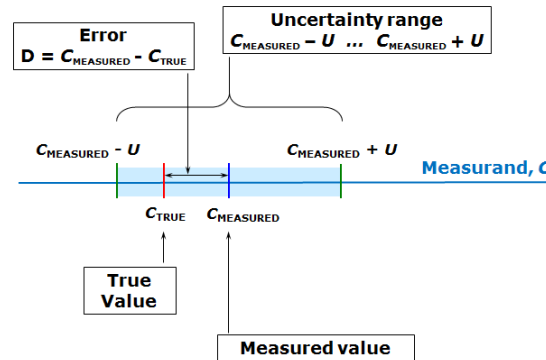 Error
D = CMEASURED - CTRUE
Uncertainty range
CMEASURED – U ... CMEASURED + U
CMEASURED - U
CMEASURED + U
Measurand, C
CTRUE
CMEASURED
True
Value
Measured value